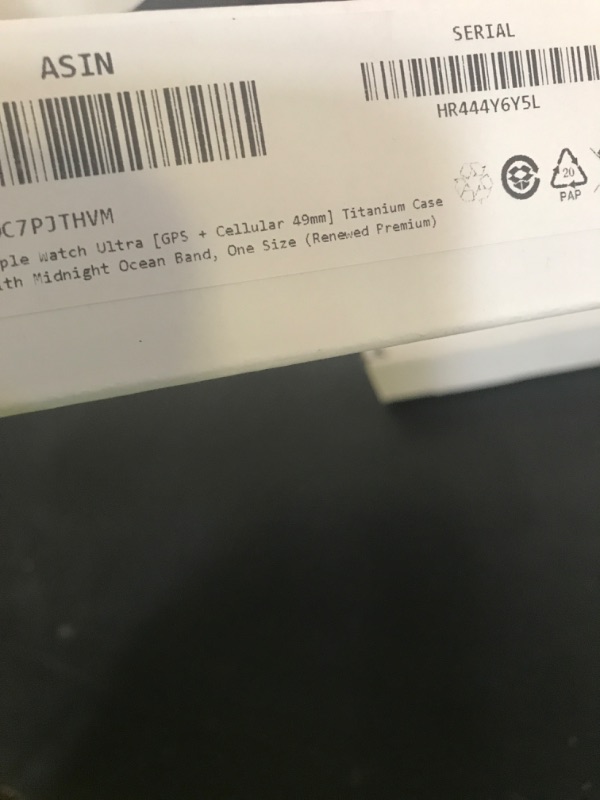 ASIN
SERIAL
HR444Y6Y5L
C7PJTHVM
ple Watch Ultra [GPS + Cellular 49mm] Titanium Case
th Midnight Ocean Band, One Size (Renewed Premium)
20
PAP